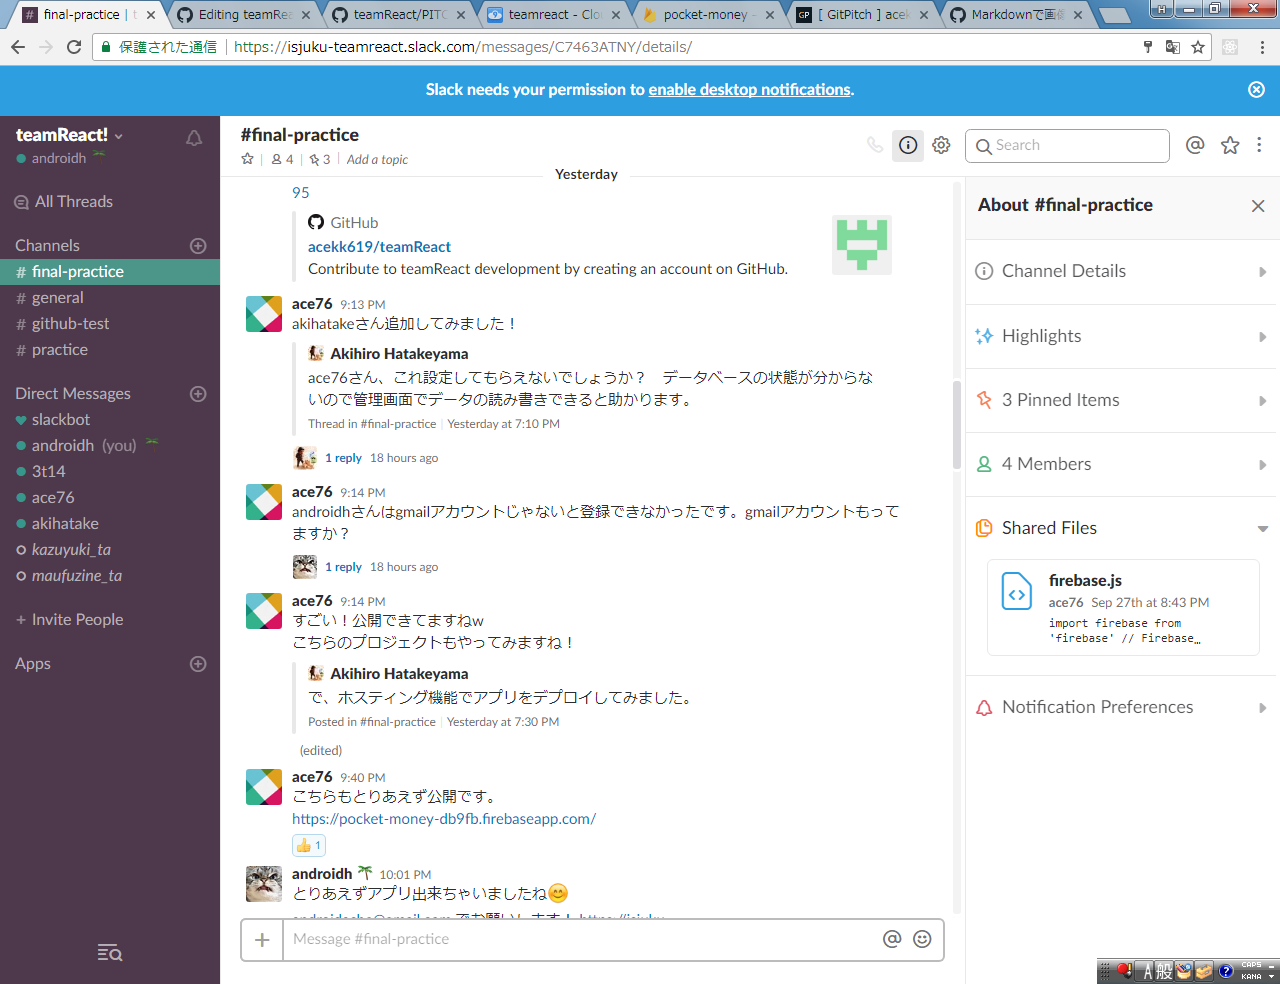 final-practice | t
Editing teamRea
teamReact/PITC
teamreact - Clou
pocket-money -
[ GitPitch ] acek
Markdownで画像
保護された通信 | https://isjuku-teamreact.slack.com/messages/C7463ATNY/details/
Slack needs your permission to enable desktop notifications.
teamReact!
androidh
All Threads
Channels
# final-practice
# general
# github-test
# practice
Direct Messages
slackbot
androidh (you)
3t14
ace76
akihatake
kazuyuki_ta
maufuzine_ta
+ Invite People
Apps
#final-practice
4 | 3 | Add a topic
Search
Yesterday
95
GitHub
acekk619/teamReact
Contribute to teamReact development by creating an account on GitHub.
ace76 9:13 PM
akihatakeさん追加してみました！
Akihiro Hatakeyama
ace76さん、これ設定してもらえないでしょうか？　データベースの状態が分からな
いので管理画面でデータの読み書きできると助かります。
Thread in #final-practice | Yesterday at 7:10 PM
1 reply 18 hours ago
ace76 9:14 PM
androidhさんはgmailアカウントじゃないと登録できなかったです。gmailアカウントもって
ますか？
1 reply 18 hours ago
ace76 9:14 PM
すごい！公開できてますねw
こちらのプロジェクトもやってみますね！
Akihiro Hatakeyama
で、ホスティング機能でアプリをデプロイしてみました。
Posted in #final-practice | Yesterday at 7:30 PM
(edited)
ace76 9:40 PM
こちらもとりあえず公開です。
https://pocket-money-db9fb.firebaseapp.com/
1
androidh 10:01 PM
とりあえずアプリ出来ちゃいましたね
Message #final-practice
About #final-practice
Channel Details
Highlights
3 Pinned Items
4 Members
Shared Files
firebase.js
ace76 Sep 27th at 8:43 PM
import firebase from
'firebase' // Firebase…
Notification Preferences
A 般
CAPS
KANA